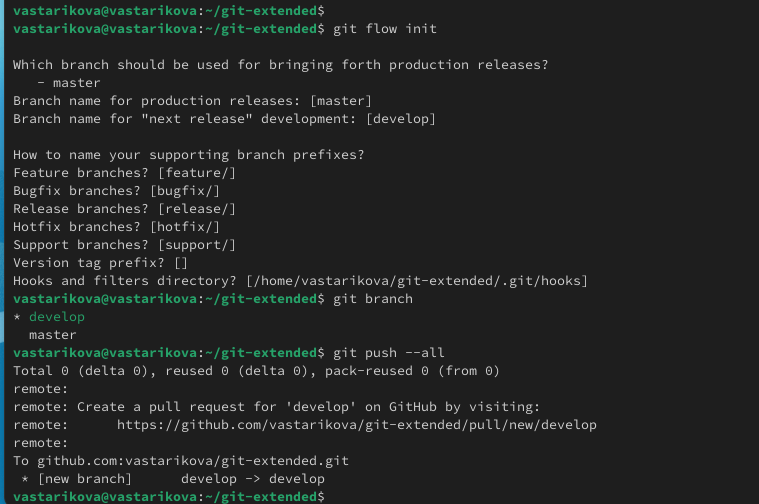 vastarikova@vastarikova:~/git-extended$
vastarikova@vastarikova:~/git-extended$ git flow init

Which branch should be used for bringing forth production releases?
   - master
Branch name for production releases: [master]
Branch name for "next release" development: [develop]

How to name your supporting branch prefixes?
Feature branches? [feature/]
Bugfix branches? [bugfix/]
Release branches? [release/]
Hotfix branches? [hotfix/]
Support branches? [support/]
Version tag prefix? []
Hooks and filters directory? [/home/vastarikova/git-extended/.git/hooks]
vastarikova@vastarikova:~/git-extended$ git branch
* develop
  master
vastarikova@vastarikova:~/git-extended$ git push --all
Total 0 (delta 0), reused 0 (delta 0), pack-reused 0 (from 0)
remote:
remote: Create a pull request for 'develop' on GitHub by visiting:
remote:      https://github.com/vastarikova/git-extended/pull/new/develop
remote:
To github.com:vastarikova/git-extended.git
 * [new branch]      develop -> develop
vastarikova@vastarikova:~/git-extended$